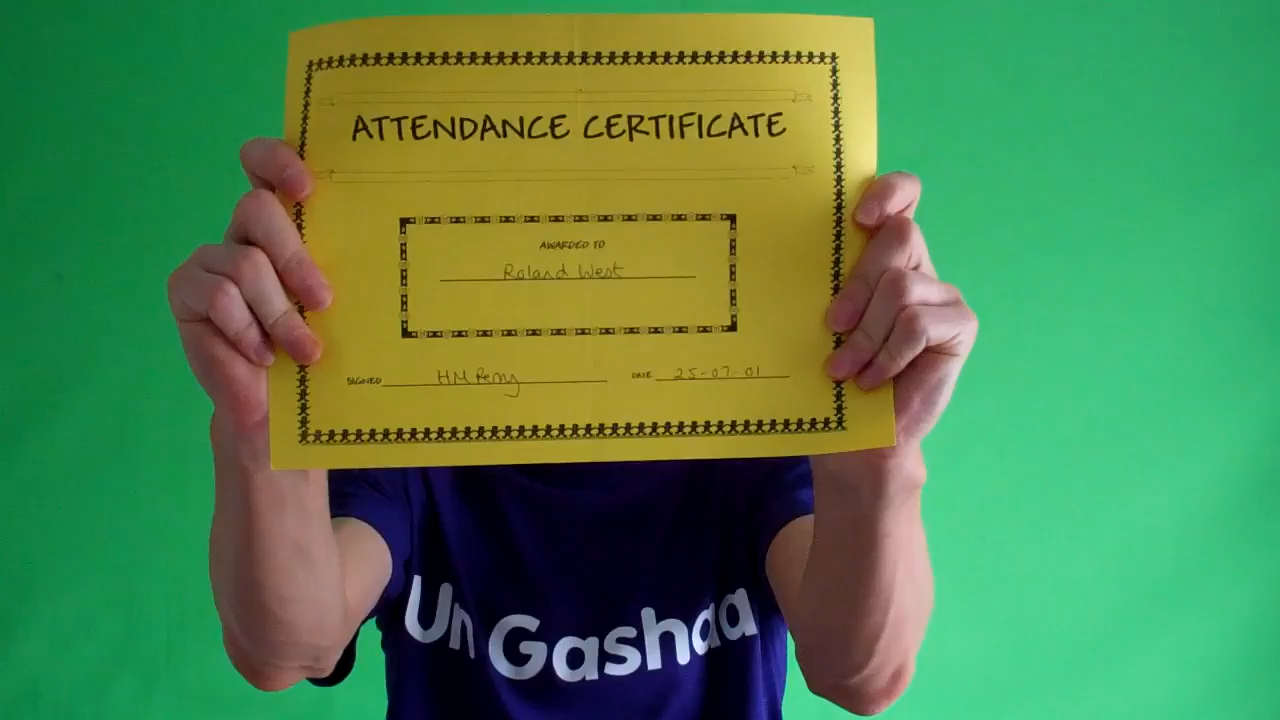 ATTENDANCE CERTIFICATE
AWARDED TO
Roland West
SIGNED HM Perry DATE 25-07-01
Un Gashaa